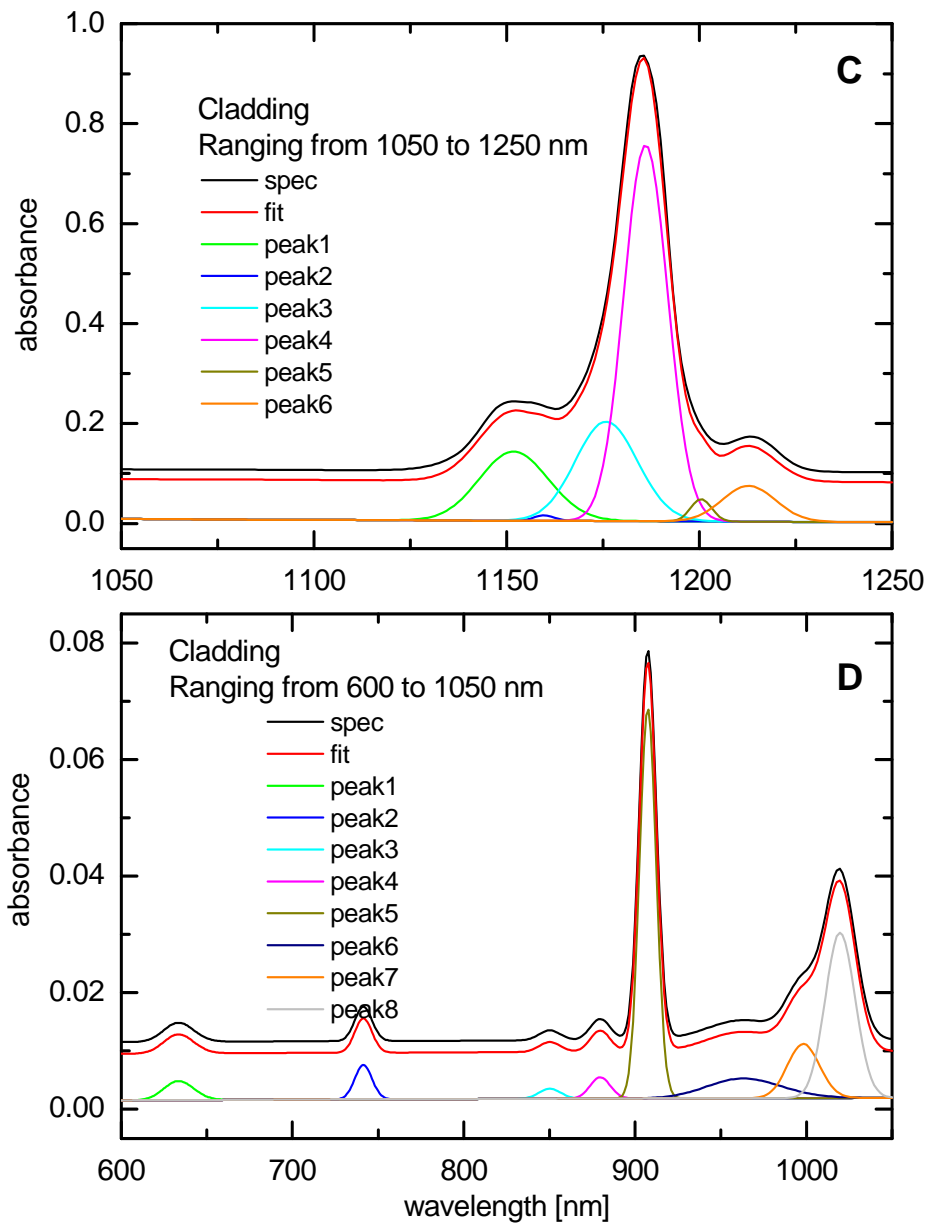 1.0
C
Cladding
Ranging from 1050 to 1250 nm
0.8
spec
fit
0.6
peak1
peak2
absorbance
peak3
0.4
peak4
peak5
peak6
0.2
0.0
1050 1100 1150 1200 1250
0.08
Cladding
D
Ranging from 600 to 1050 nm
spec
0.06
fit
peak1
peak2
absorbance
peak3
0.04
peak4
peak5
peak6
0.02
peak7
peak8
0.00
600 700 800 900 1000
wavelength [nm]